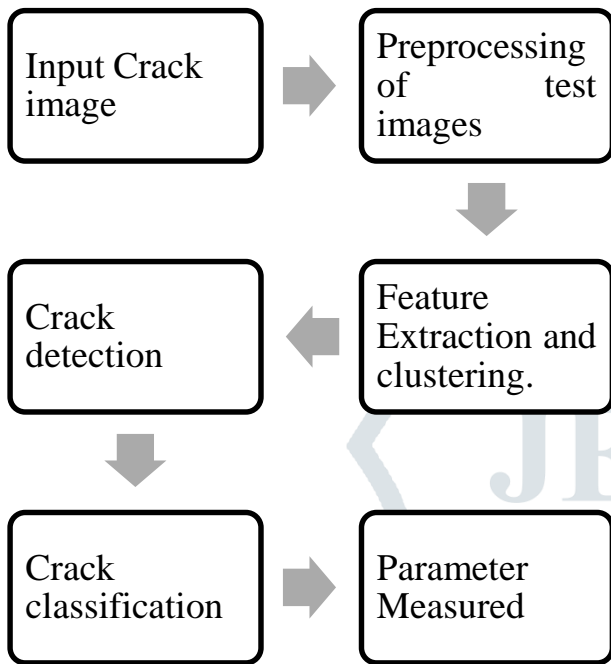 Input Crack
image
Preprocessing
of test
images
Feature
Extraction and
clustering.
Crack
detection
Crack
classification
Parameter
Measured